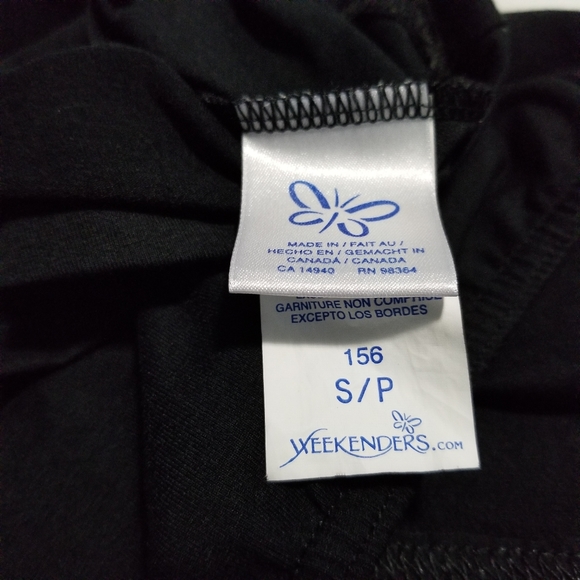 MADE IN / FAIT AU /
HECHO EN / GEMACHT IN
CANADÁ / CANADA
CA 14940 RN 98364
GARNITURE NON COMPRISE
EXCEPTO LOS BORDES
156
S/P
WEEKENDERS.COM